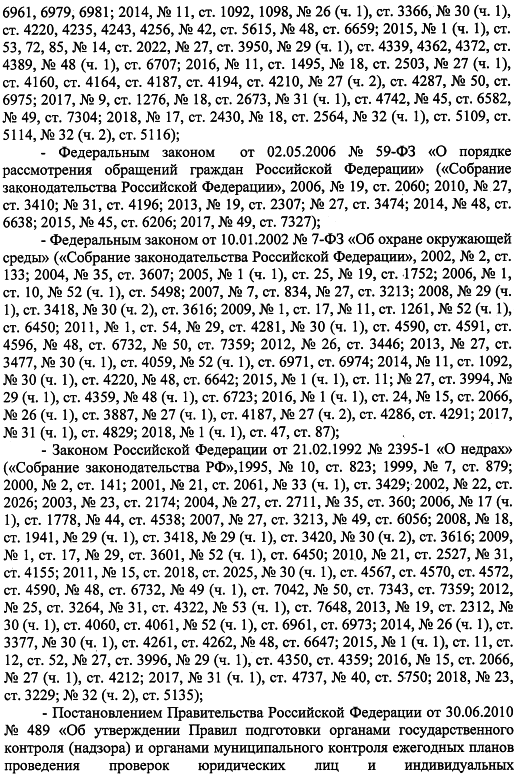 6961, 6979, 6981; 2014, № 11, ст. 1092, 1098, № 26 (ч. 1), ст. 3366, № 30 (ч. 1),
ст. 4220, 4235, 4243, 4256, № 42, ст. 5615, № 48, ст. 6659; 2015, № 1 (ч. 1), ст.
53, 72, 85, № 14, ст. 2022, № 27, ст. 3950, № 29 (ч. 1), ст. 4339, 4362, 4372, ст.
4389, № 48 (ч. 1), ст. 6707; 2016, № 11, ст. 1495, № 18, ст. 2503, № 27 (ч. 1),
ст. 4160, ст. 4164, ст. 4187, ст. 4194, ст. 4210, № 27 (ч. 2), ст. 4287, № 50, ст.
6975; 2017, № 9, ст. 1276, № 18, ст. 2673, № 31 (ч. 1), ст. 4742, № 45, ст. 6582,
№ 49, ст. 7304; 2018, № 17, ст. 2430, № 18, ст. 2564, № 32 (ч. 1), ст. 5109, ст.
5114, № 32 (ч. 2), ст. 5116);
- Федеральным законом от 02.05.2006 № 59-ФЗ «О порядке
рассмотрения обращений граждан Российской Федерации» («Собрание
законодательства Российской Федерации», 2006, № 19, ст. 2060; 2010, № 27,
ст. 3410; № 31, ст. 4196; 2013, № 19, ст. 2307; № 27, ст. 3474; 2014, № 48, ст.
6638; 2015, № 45, ст. 6206; 2017, № 49, ст. 7327);
- Федеральным законом от 10.01.2002 № 7-ФЗ «Об охране окружающей
среды» («Собрание законодательства Российской Федерации», 2002, № 2, ст.
133; 2004, № 35, ст. 3607; 2005, № 1 (ч. 1), ст. 25, № 19, ст. 1752; 2006, № 1,
ст. 10, № 52 (ч. 1), ст. 5498; 2007, № 7, ст. 834, № 27, ст. 3213; 2008, № 29 (ч.
1), ст. 3418, № 30 (ч. 2), ст. 3616; 2009, № 1, ст. 17, № 11, ст. 1261, № 52 (ч. 1),
ст. 6450; 2011, № 1, ст. 54, № 29, ст. 4281, № 30 (ч. 1), ст. 4590, ст. 4591, ст.
4596, № 48, ст. 6732, № 50, ст. 7359; 2012, № 26, ст. 3446; 2013, № 27, ст.
3477, № 30 (ч. 1), ст. 4059, № 52 (ч. 1), ст. 6971, ст. 6974; 2014, № 11, ст. 1092,
№ 30 (ч. 1), ст. 4220, № 48, ст. 6642; 2015, № 1 (ч. 1), ст. 11; № 27, ст. 3994, №
29 (ч. 1), ст. 4359, № 48 (ч. 1), ст. 6723; 2016, № 1 (ч. 1), ст. 24, № 15, ст. 2066,
№ 26 (ч. 1), ст. 3887, № 27 (ч. 1), ст. 4187, № 27 (ч. 2), ст. 4286, ст. 4291; 2017,
№ 31 (ч. 1), ст. 4829; 2018, № 1 (ч. 1), ст. 47, ст. 87);
- Законом Российской Федерации от 21.02.1992 № 2395-1 «О недрах»
(«Собрание законодательства РФ»,1995, № 10, ст. 823; 1999, № 7, ст. 879;
2000, № 2, ст. 141; 2001, № 21, ст. 2061, № 33 (ч. 1), ст. 3429; 2002, № 22, ст.
2026; 2003, № 23, ст. 2174; 2004, № 27, ст. 2711, № 35, ст. 360; 2006, № 17 (ч.
1), ст. 1778, № 44, ст. 4538; 2007, № 27, ст. 3213, № 49, ст. 6056; 2008, № 18,
ст. 1941, № 29 (ч. 1), ст. 3418, № 29 (ч. 1), ст. 3420, № 30 (ч. 2), ст. 3616; 2009,
№ 1, ст. 17, № 29, ст. 3601, № 52 (ч. 1), ст. 6450; 2010, № 21, ст. 2527, № 31,
ст. 4155; 2011, № 15, ст. 2018, ст. 2025, № 30 (ч. 1), ст. 4567, ст. 4570, ст. 4572,
ст. 4590, № 48, ст. 6732, № 49 (ч. 1), ст. 7042, № 50, ст. 7343, ст. 7359; 2012,
№ 25, ст. 3264, № 31, ст. 4322, № 53 (ч. 1), ст. 7648, 2013, № 19, ст. 2312, №
30 (ч. 1), ст. 4060, ст. 4061, № 52 (ч. 1), ст. 6961, ст. 6973; 2014, № 26 (ч. 1), ст.
3377, № 30 (ч. 1), ст. 4261, ст. 4262, № 48, ст. 6647; 2015, № 1 (ч. 1), ст. 11, ст.
12, ст. 52, № 27, ст. 3996, № 29 (ч. 1), ст. 4350, ст. 4359; 2016, № 15, ст. 2066,
№ 27 (ч. 1), ст. 4212; 2017, № 31 (ч. 1), ст. 4737, № 40, ст. 5750; 2018, № 23,
ст. 3229; № 32 (ч. 2), ст. 5135);
- Постановлением Правительства Российской Федерации от 30.06.2010
№ 489 «Об утверждении Правил подготовки органами государственного
контроля (надзора) и органами муниципального контроля ежегодных планов
проведения проверок юридических лиц и индивидуальных